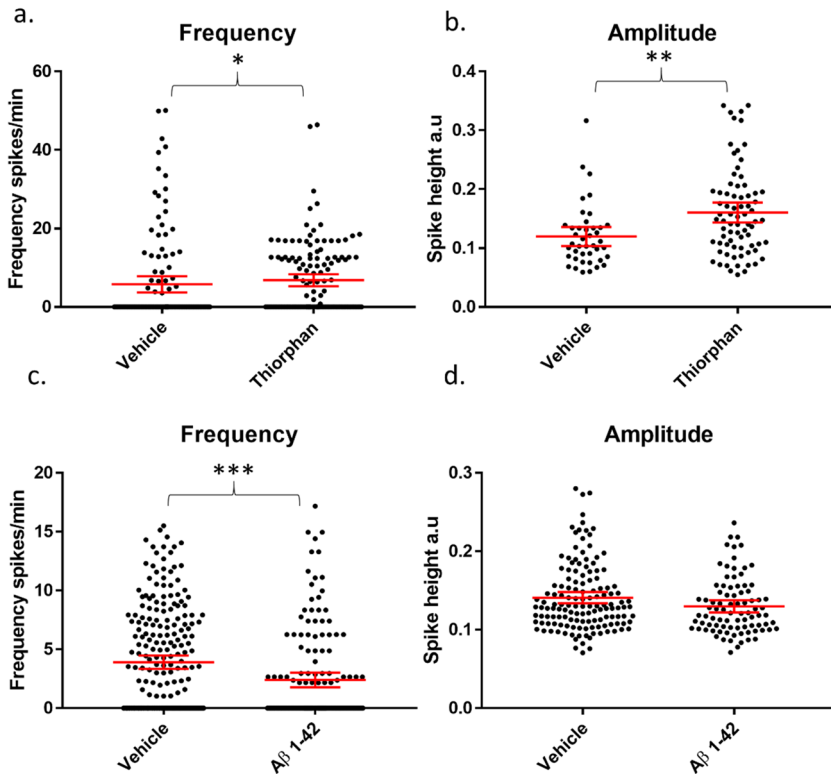 a.
Frequency
*
Frequency spikes/min
60
40
20
0
Vehicle
Thiorphan
b.
Amplitude
**
Spike height a.u
0.4
0.3
0.2
0.1
0.0
Vehicle
Thiorphan
c.
Frequency
***
Frequency spikes/min
20
15
10
5
0
Vehicle
Aβ 1-42
d.
Amplitude
Spike height a.u
0.3
0.2
0.1
0.0
Vehicle
Aβ 1-42